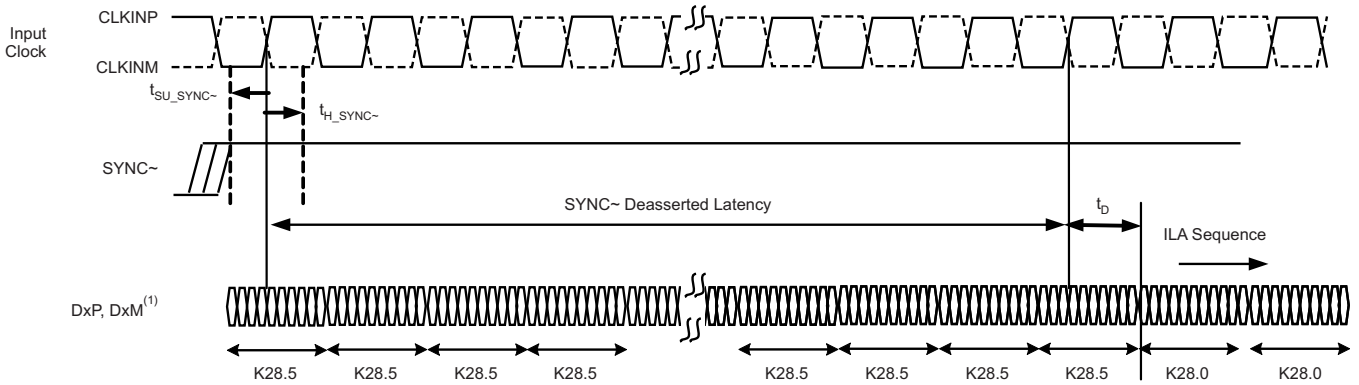 CLKINP
Input
Clock
CLKINM
tSU_SYNC~
tH_SYNC~
SYNC~
SYNC~ Deasserted Latency
tD
ILA Sequence
DxP, DxM(1)
K28.5 K28.5 K28.5 K28.5 K28.5 K28.5 K28.5 K28.5 K28.0 K28.0